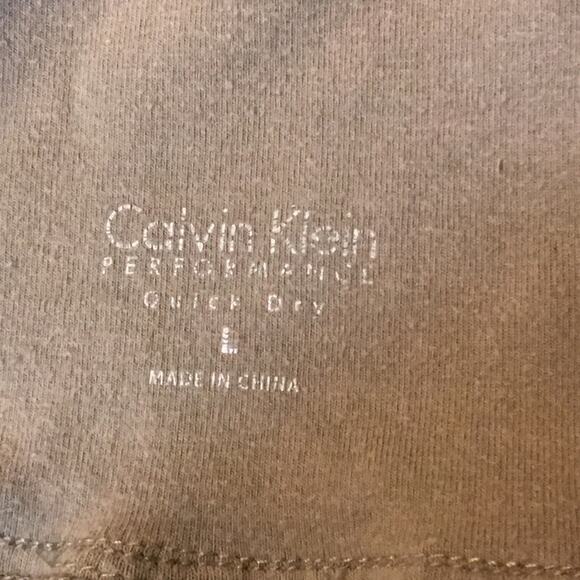 Calvin Klein
PERFORMANCE
Quick Dry
L
MADE IN CHINA